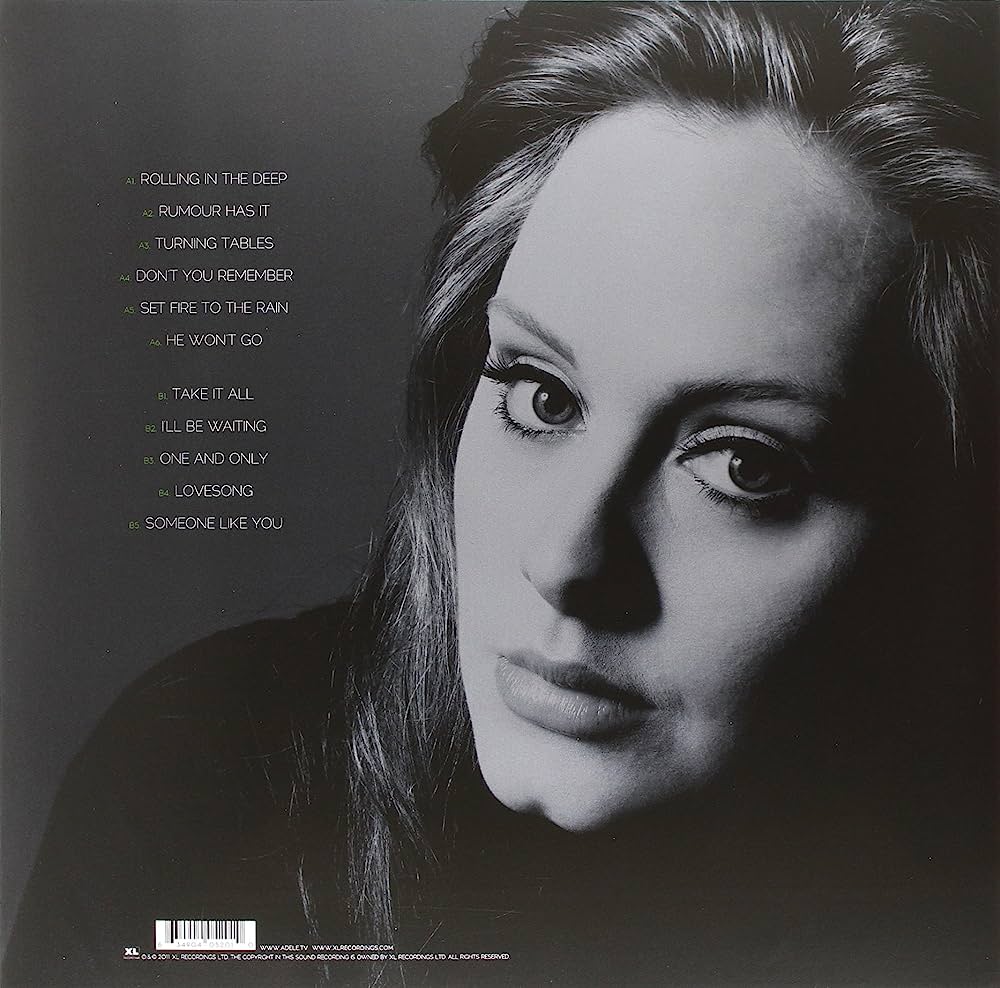 A1. ROLLING IN THE DEEP
A2. RUMOUR HAS IT
A3. TURNING TABLES
A4. DON'T YOU REMEMBER
A5. SET FIRE TO THE RAIN
A6. HE WON'T GO
B1. TAKE IT ALL
B2. I'LL BE WAITING
B3. ONE AND ONLY
B4. LOVESONG
B5. SOMEONE LIKE YOU
WWW.ADELE.TV WWW.XLRECORDINGS.COM
XL ℗ & © 2011 XL RECORDINGS LTD. THE COPYRIGHT IN THIS SOUND RECORDING IS OWNED BY XL RECORDINGS LTD. ALL RIGHTS RESERVED.